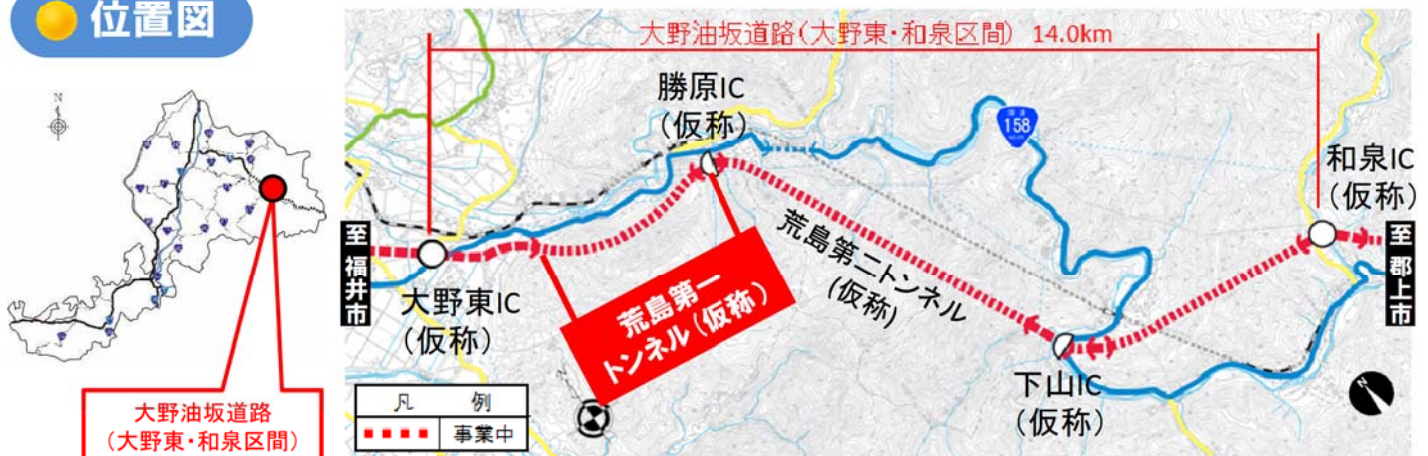 位置図
N
大野油坂道路
(大野東・和泉区間)
大野油坂道路(大野東・和泉区間) 14.0km
勝原IC
(仮称)
国道
158
和泉IC
(仮称)
至 福井市
至 郡上市
大野東IC
(仮称)
荒島第一
トンネル(仮称)
荒島第二トンネル
(仮称)
下山IC
(仮称)
凡 例
事業中